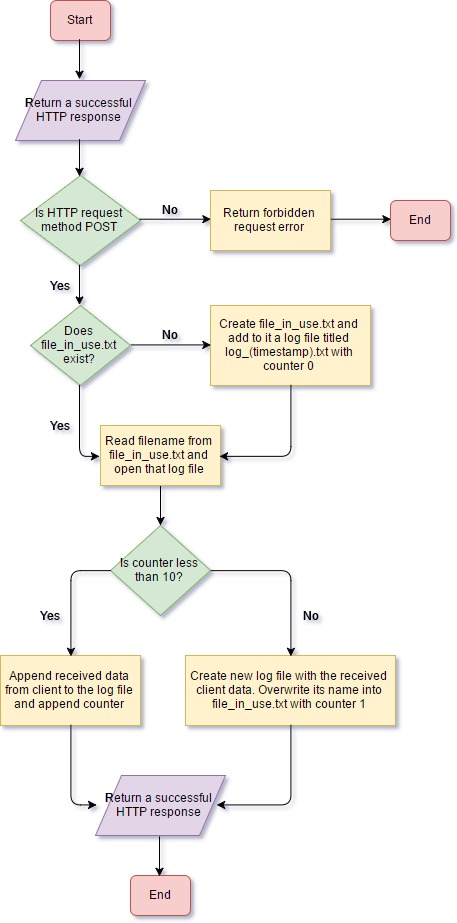 Start
Return a successful
HTTP response
Is HTTP request
method POST
No
Return forbidden
request error
End
Yes
Does
file_in_use.txt
exist?
No
Create file_in_use.txt and
add to it a log file titled
log_(timestamp).txt with
counter 0
Yes
Read filename from
file_in_use.txt and
open that log file
Is counter less
than 10?
Yes
No
Append received data
from client to the log file
and append counter
Create new log file with the received
client data. Overwrite its name into
file_in_use.txt with counter 1
Return a successful
HTTP response
End